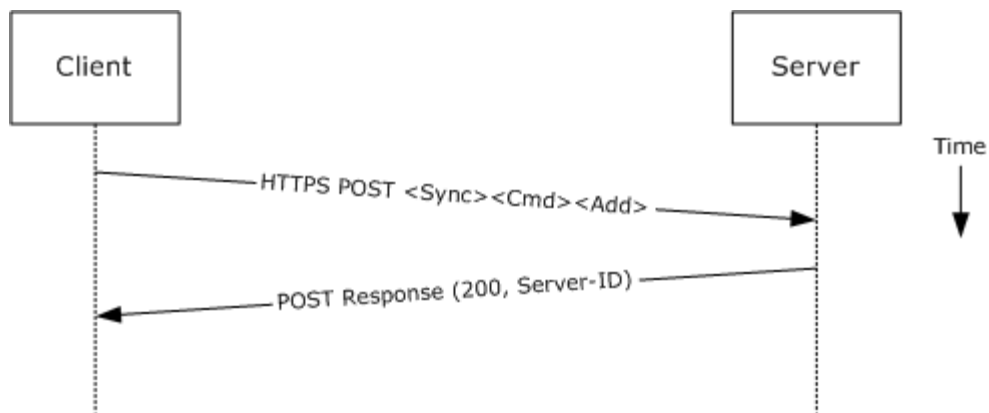 Client
Server
Time
HTTPS POST <Sync><Cmd><Add>
POST Response (200, Server-ID)